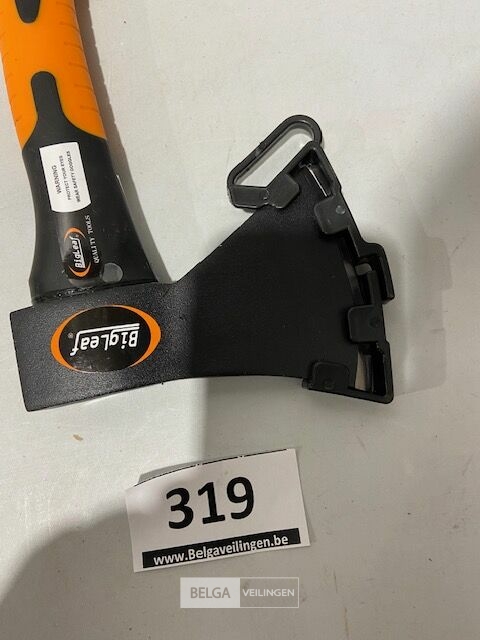 WARNING
PROTECT YOUR EYES
WEAR SAFETY GOGGLES
BigLeaf
QUALITY TOOLS
BigLeaf®
319
www.Belgaveilingen.be
BELGA VEILINGEN